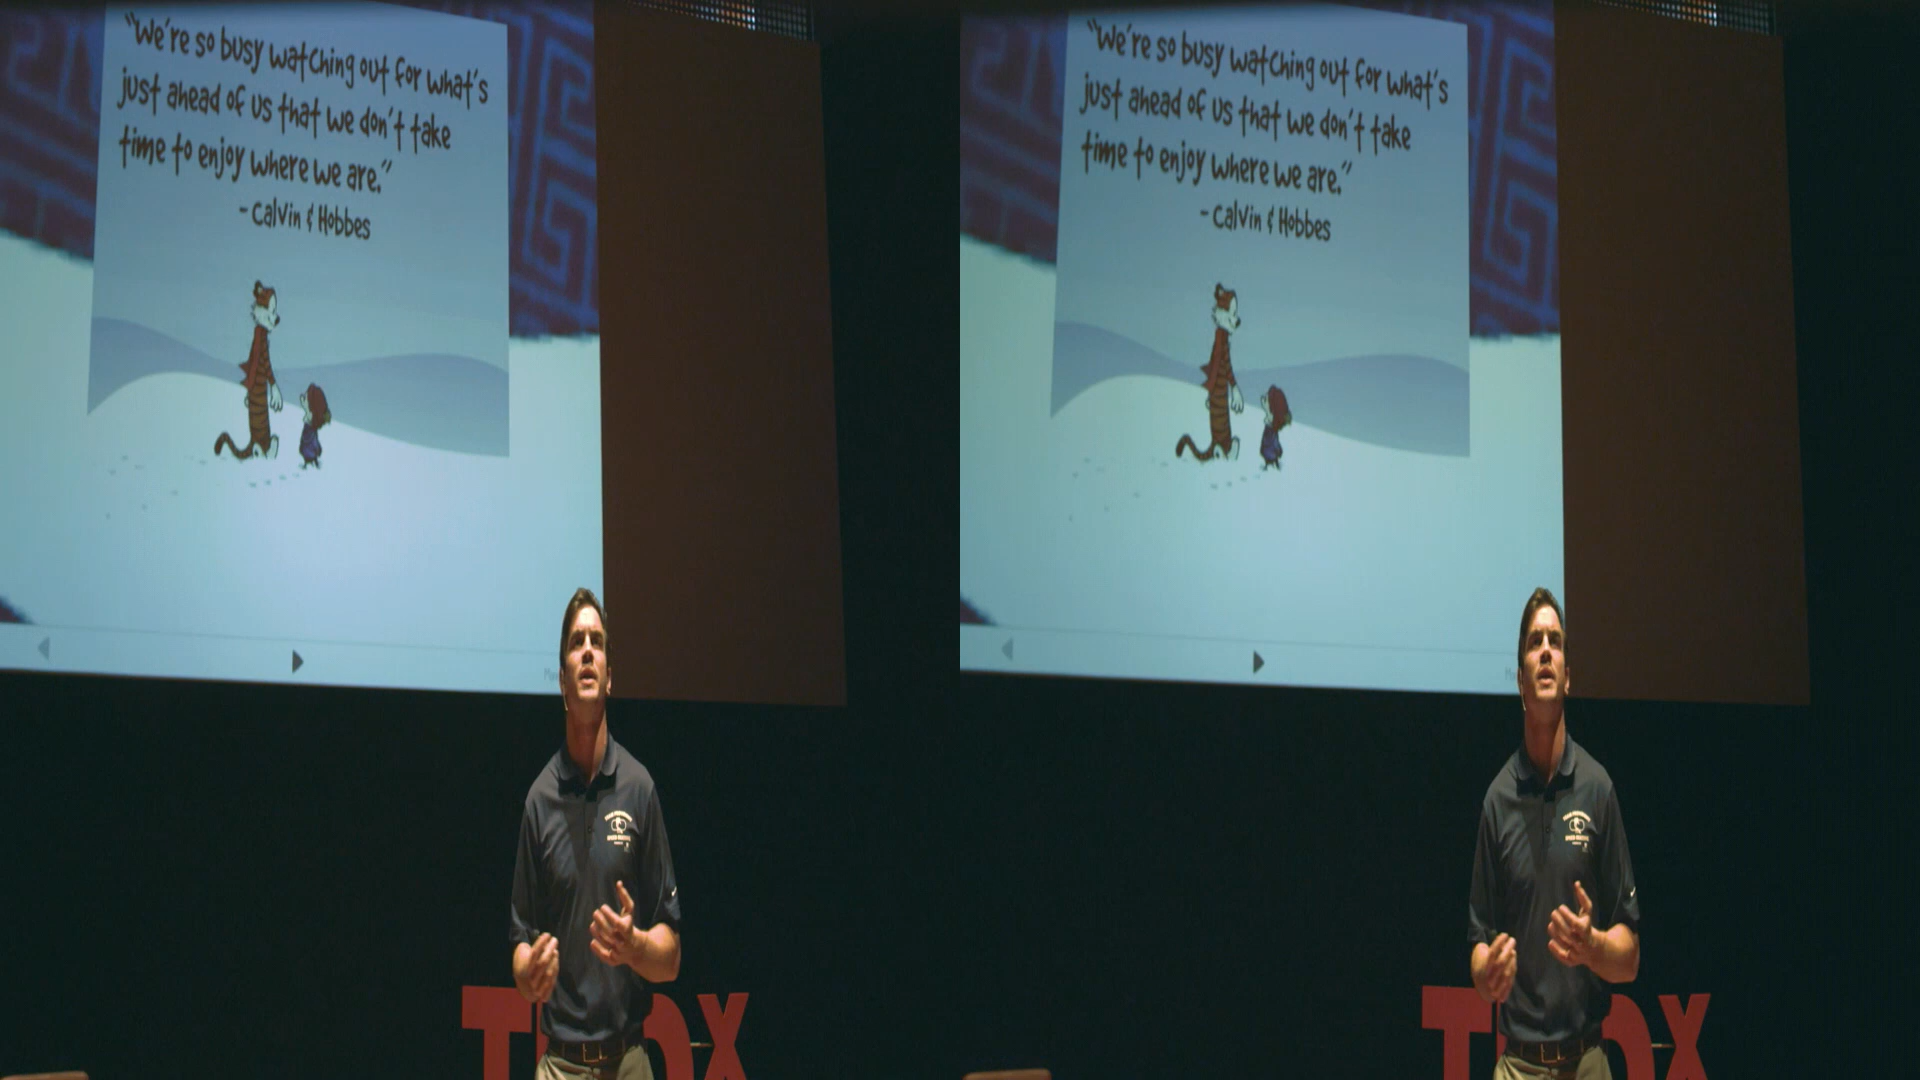 "We're so busy watching out for what's
just ahead of us that we don't take
time to enjoy where we are."
- Calvin & Hobbes
TEDx
"We're so busy watching out for what's
just ahead of us that we don't take
time to enjoy where we are."
- Calvin & Hobbes
TEDx